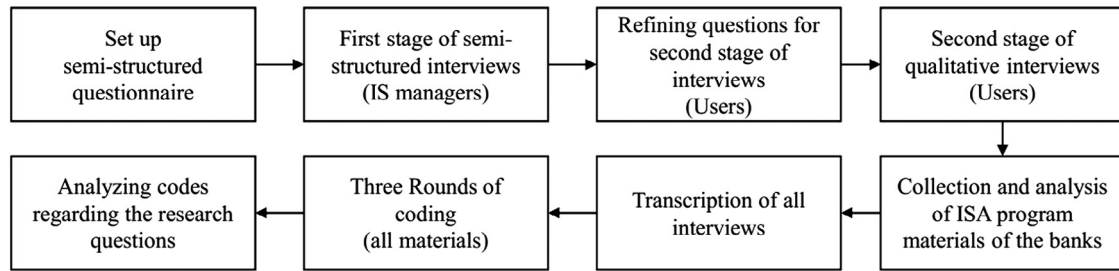 Set up
semi-structured
questionnaire
First stage of semi-
structured interviews
(IS managers)
Refining questions for
second stage of
interviews
(Users)
Second stage of
qualitative interviews
(Users)
Collection and analysis
of ISA program
materials of the banks
Transcription of all
interviews
Three Rounds of
coding
(all materials)
Analyzing codes
regarding the research
questions